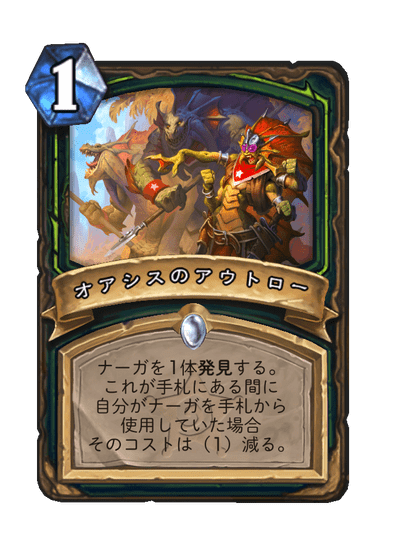 1
オアシスのアウトロー
ナーガを1体発見する。
これが手札にある間に
自分がナーガを手札から
使用していた場合
そのコストは（1）減る。